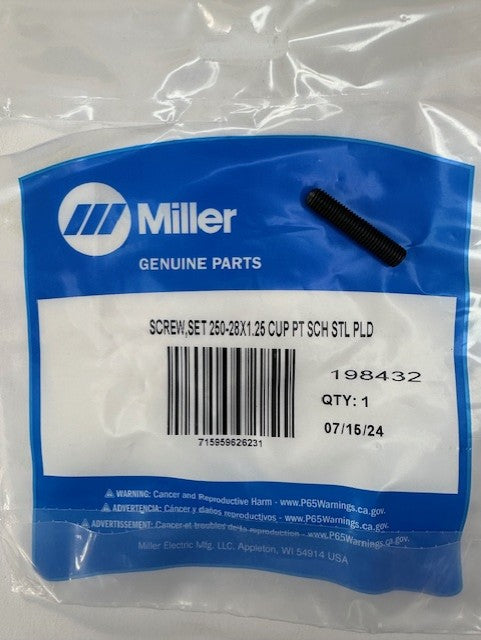 Miller
GENUINE PARTS
SCREW,SET 250-28X1.25 CUP PT SCH STL PLD
198432
QTY: 1
07/15/24
715959626231
WARNING: Cancer and Reproductive Harm - www.P65Warnings.ca.gov.
ADVERTENCIA: Cáncer y daños reproductivos - www.P65Warnings.ca.gov.
AVERTISSEMENT: Cancer et troubles de la reproduction - www.P65Warnings.ca.gov.
Miller Electric Mfg. LLC. Appleton, WI 54914 USA